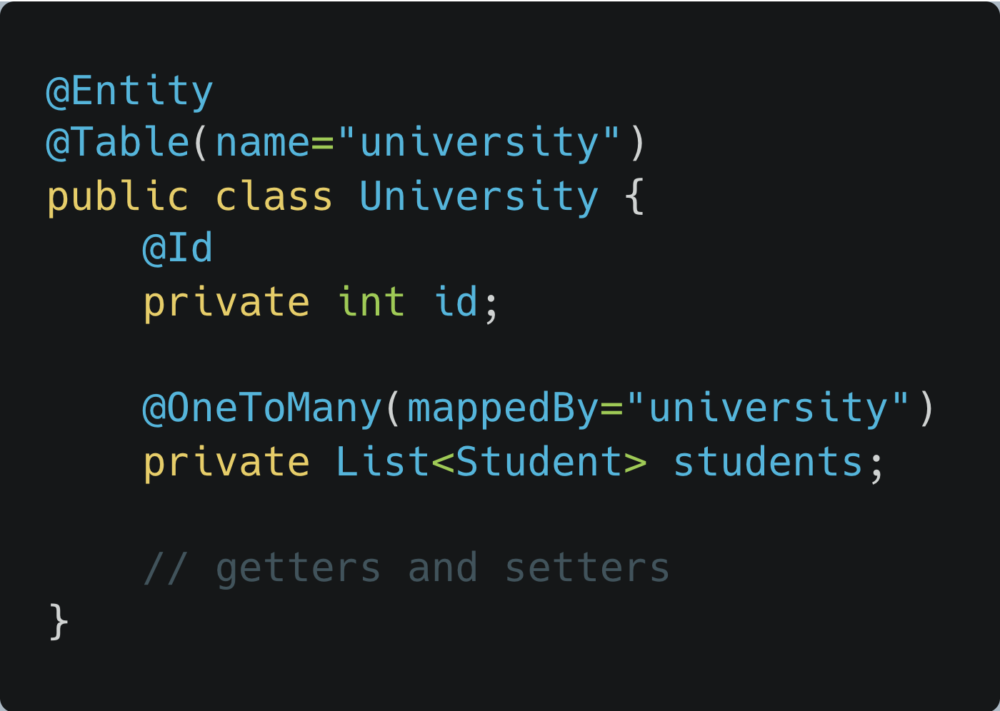 @Entity
@Table(name="university")
public class University {
    @Id
    private int id;

    @OneToMany(mappedBy="university")
    private List<Student> students;

    // getters and setters
}